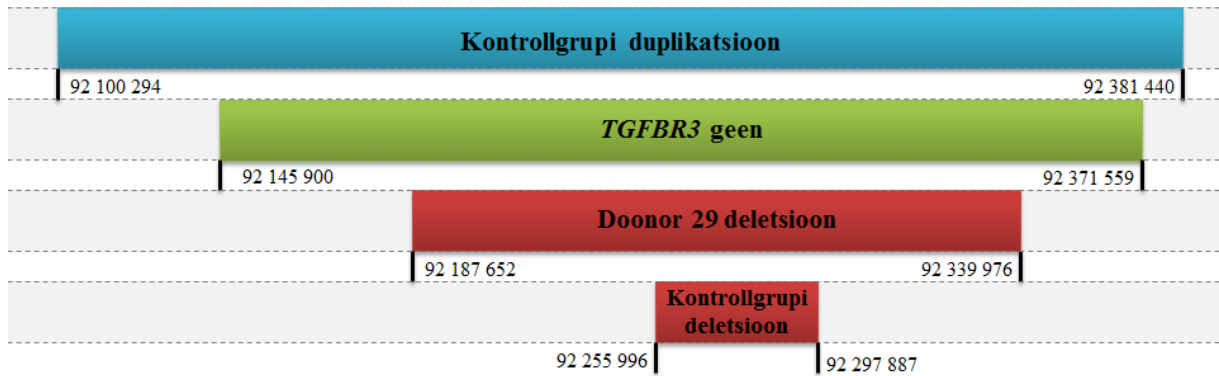 Kontrollgrupi duplikatsioon
92 100 294 92 381 440
TGFBR3 geen
92 145 900 92 371 559
Doonor 29 deletsioon
92 187 652 92 339 976
Kontrollgrupi
deletsioon
92 255 996 92 297 887